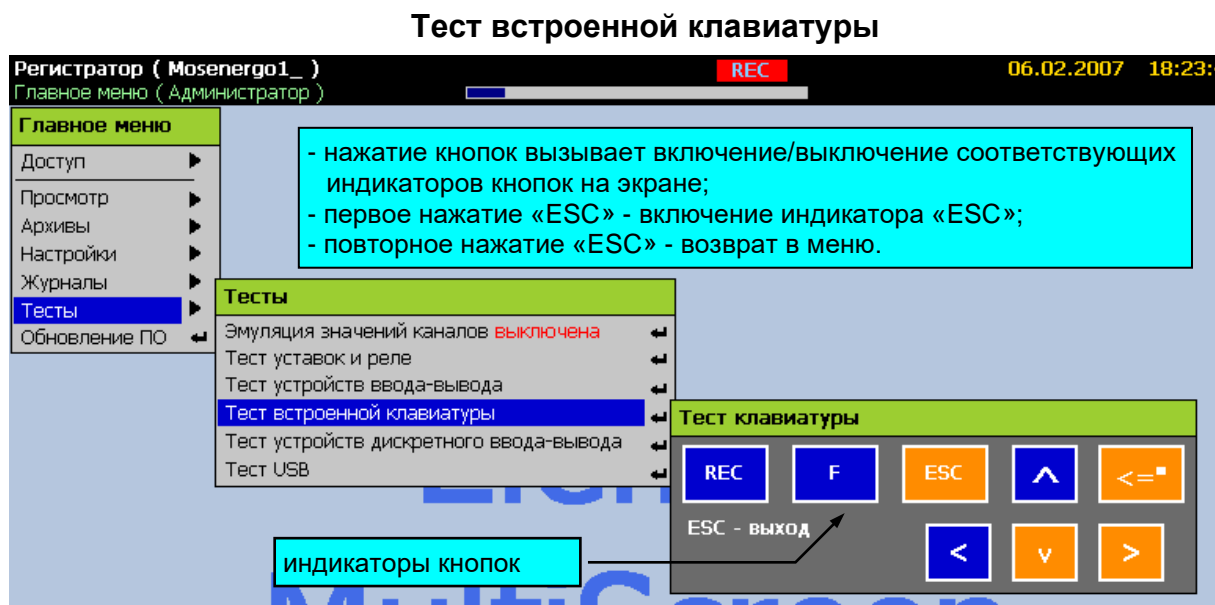 Тест встроенной клавиатуры
Регистратор ( Mosenergo1_ )
REC
06.02.2007 18:23:
Главное меню ( Администратор )
Главное меню
Доступ
Просмотр
Архивы
Настройки
Журналы
Тесты
Обновление ПО
- нажатие кнопок вызывает включение/выключение соответствующих
индикаторов кнопок на экране;
- первое нажатие «ESC» - включение индикатора «ESC»;
- повторное нажатие «ESC» - возврат в меню.
Тесты
Эмуляция значений каналов выключена
Тест уставок и реле
Тест устройств ввода-вывода
Тест встроенной клавиатуры
Тест устройств дискретного ввода-вывода
Тест USB
Тест клавиатуры
REC F ESC ^ <="
ESC - выход
< v >
индикаторы кнопок
MultiScreen